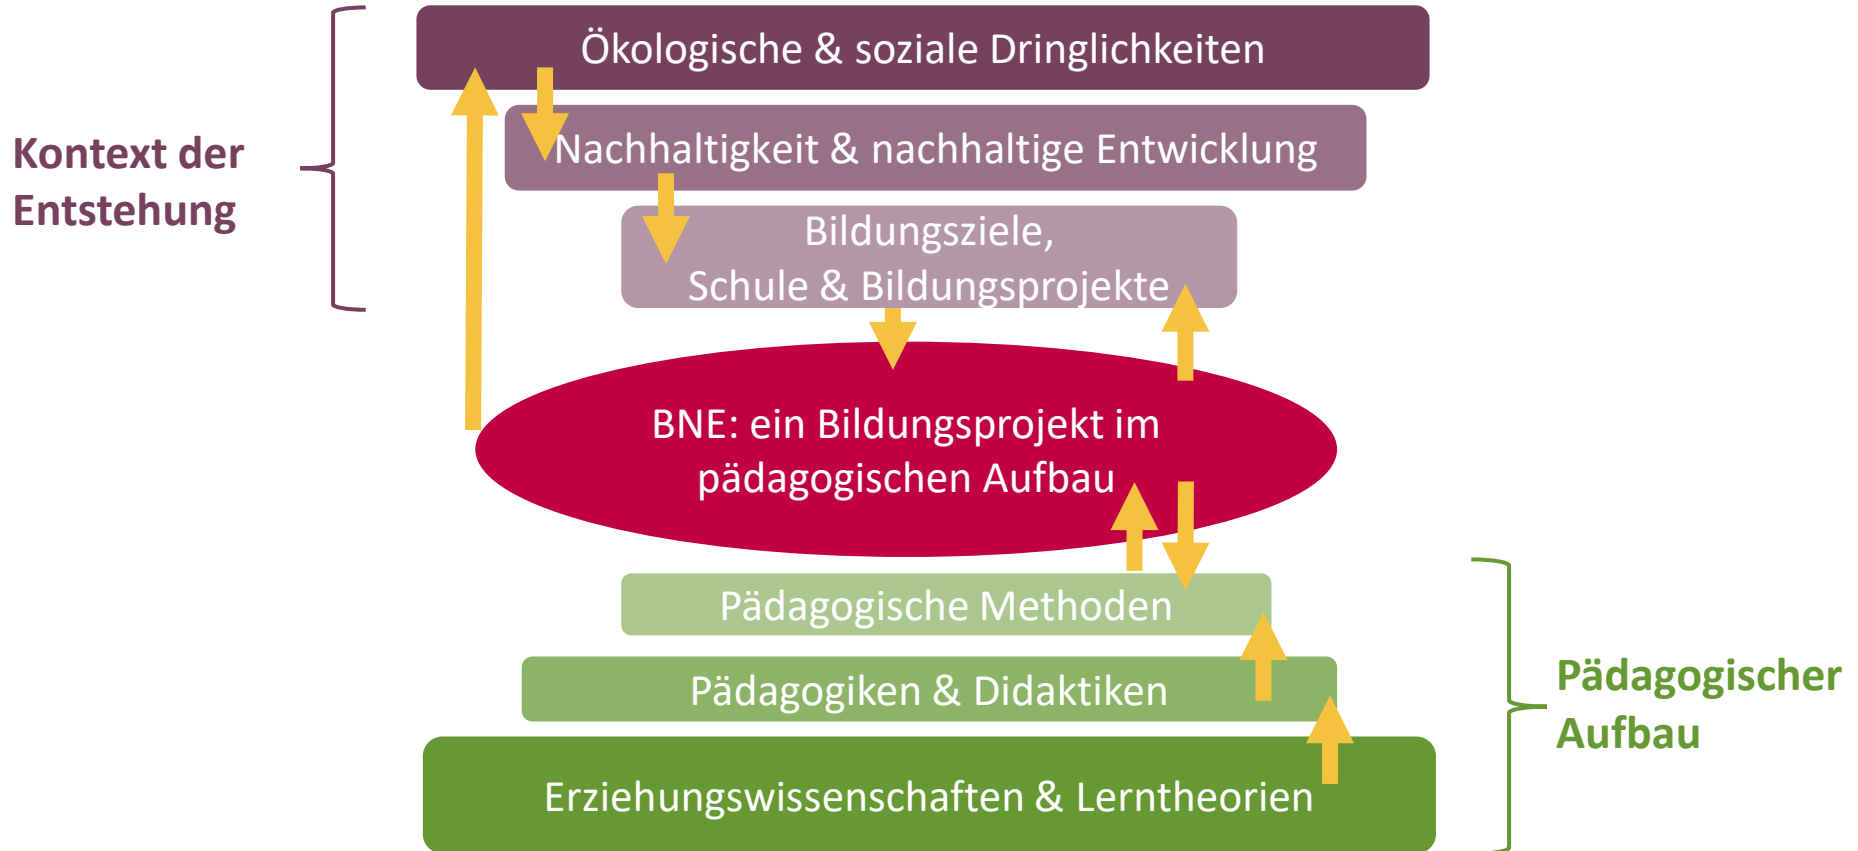 Ökologische & soziale Dringlichkeiten
Nachhaltigkeit & nachhaltige Entwicklung
Kontext der
Entstehung
Bildungsziele,
Schule & Bildungsprojekte
BNE: ein Bildungsprojekt im
pädagogischen Aufbau
Pädagogische Methoden
Pädagogiken & Didaktiken
Pädagogischer
Aufbau
Erziehungswissenschaften & Lerntheorien